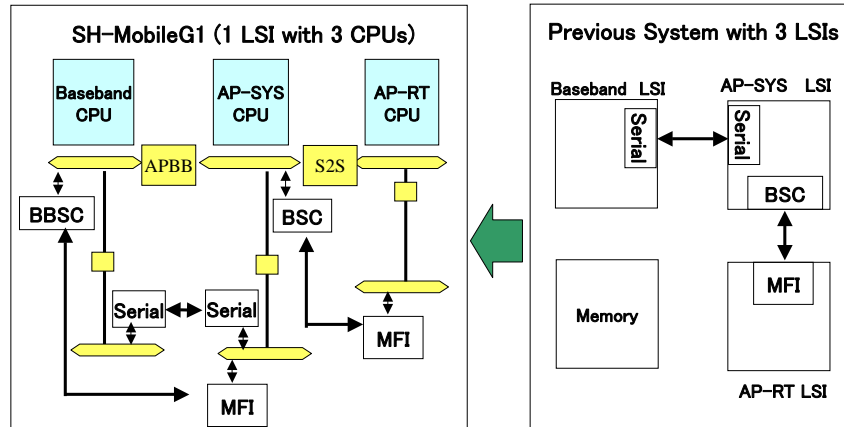 SH-MobileG1 (1 LSI with 3 CPUs)
Baseband
CPU
AP-SYS
CPU
AP-RT
CPU
APBB
S2S
BBSC
BSC
Serial
Serial
MFI
MFI
Previous System with 3 LSIs
Baseband LSI
AP-SYS LSI
Serial
Serial
BSC
MFI
Memory
AP-RT LSI